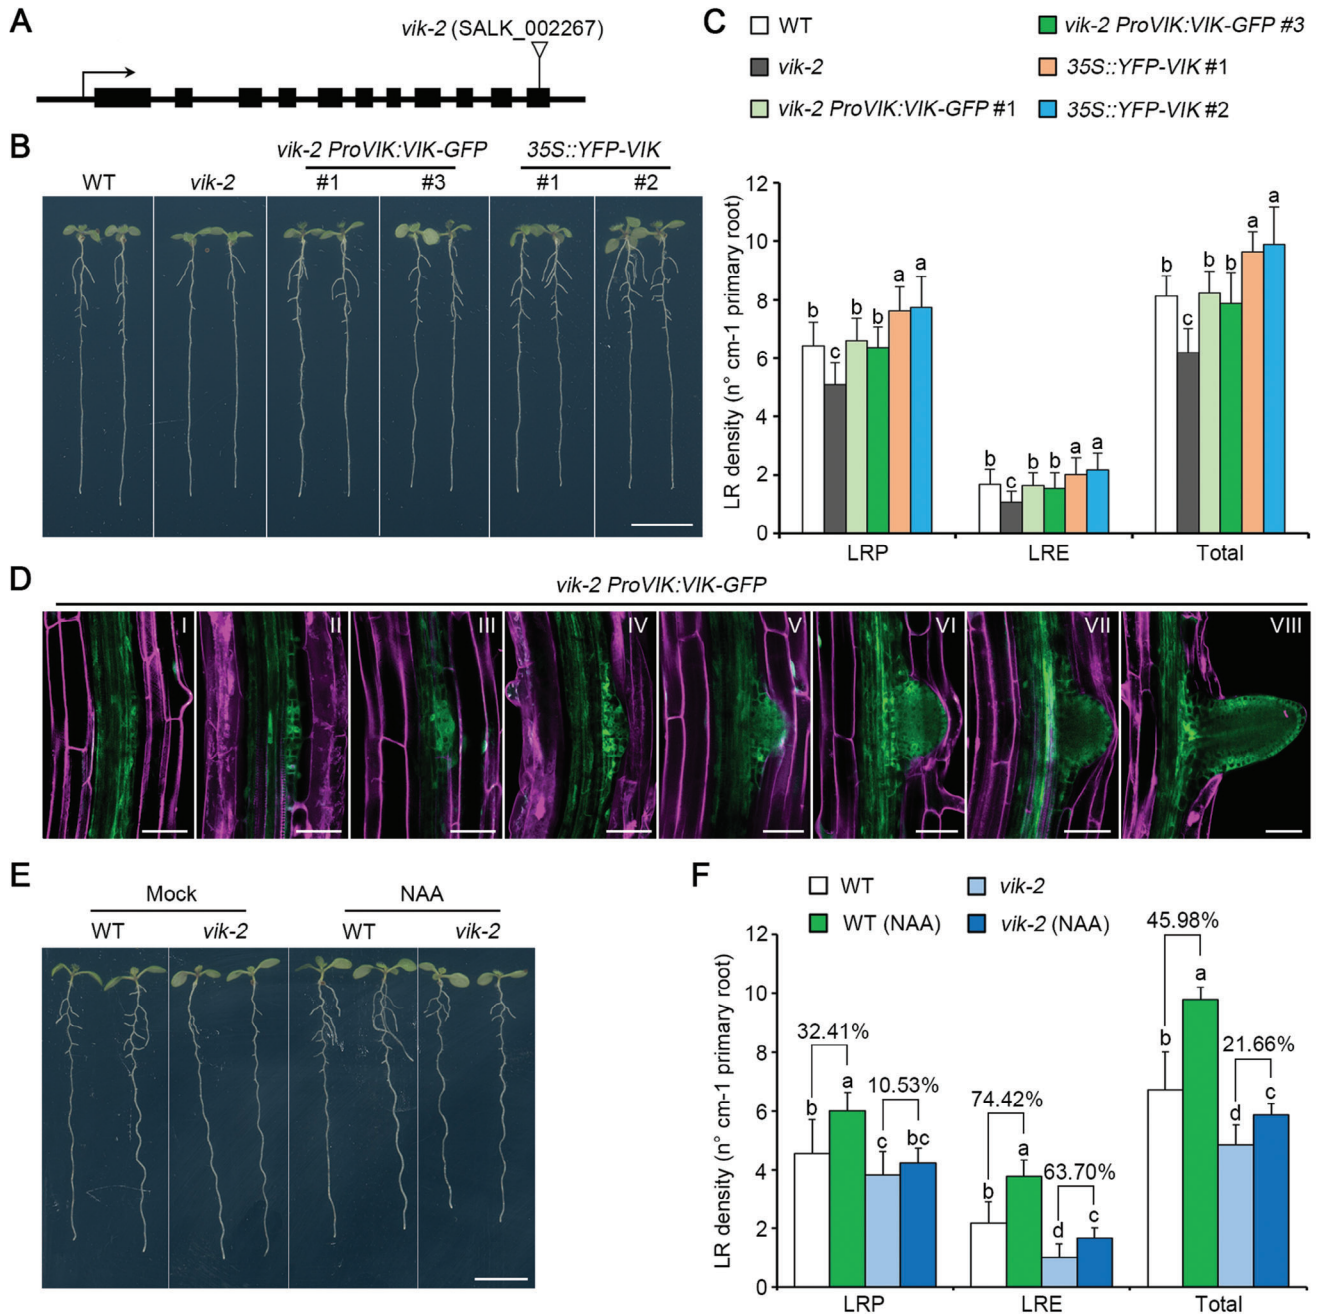 A
vik-2 (SALK_002267)
B
vik-2 ProVIK:VIK-GFP
35S::YFP-VIK
WT
vik-2
#1
#3
#1
#2
C
WT
vik-2
vik-2 ProVIK:VIK-GFP #1
vik-2 ProVIK:VIK-GFP #3
35S::YFP-VIK #1
35S::YFP-VIK #2
LR density (n° cm-1 primary root)
12
10
8
6
4
2
0
b
c
b
b
a
a
b
c
b
b
a
a
b
c
b
b
a
a
LRP
LRE
Total
D
vik-2 ProVIK:VIK-GFP
I
II
III
IV
V
VI
VII
VIII
E
Mock
NAA
WT
vik-2
WT
vik-2
F
WT
WT (NAA)
vik-2
vik-2 (NAA)
LR density (n° cm-1 primary root)
12
10
8
6
4
2
0
32.41%
b
a
10.53%
c
bc
74.42%
b
a
63.70%
d
c
45.98%
b
a
21.66%
d
c
LRP
LRE
Total